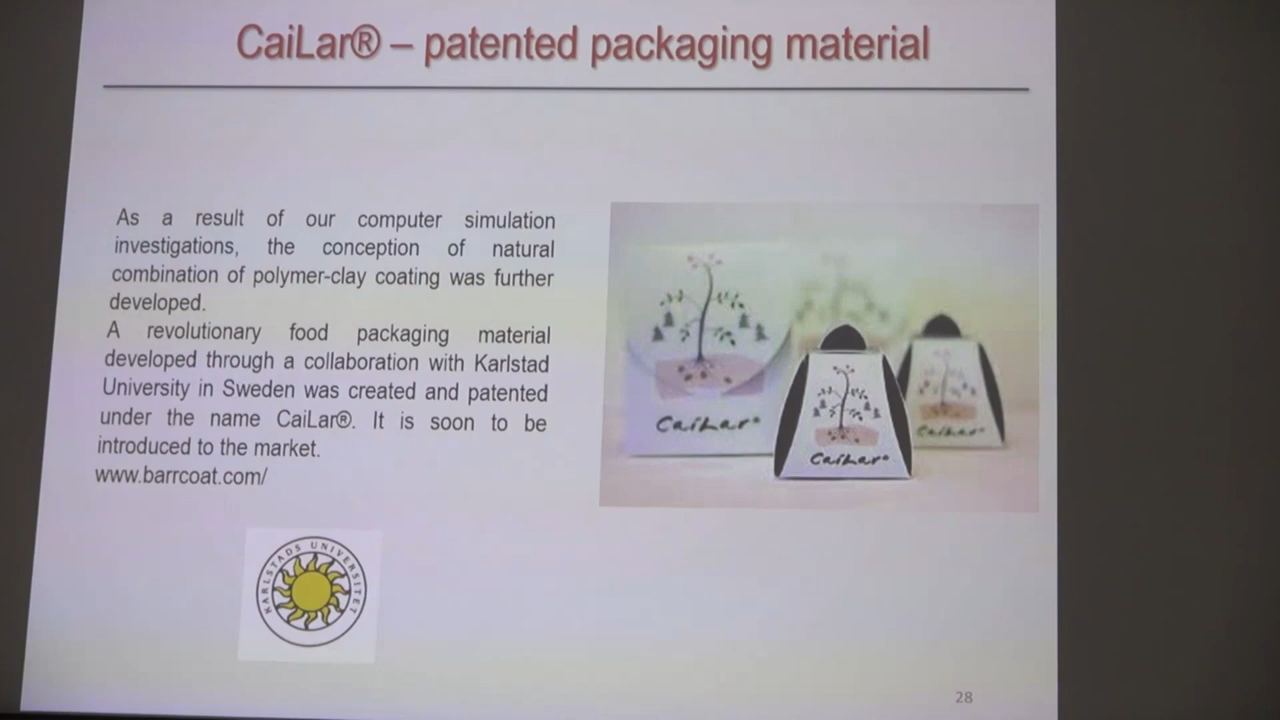 CaiLar® – patented packaging material
As a result of our computer simulation
investigations, the conception of natural
combination of polymer-clay coating was further
developed.
A revolutionary food packaging material
developed through a collaboration with Karlstad
University in Sweden was created and patented
under the name CaiLar®. It is soon to be
introduced to the market.
www.barrcoat.com/
CaiLar®
CaiLar®
CaiLar®
KARLSTADS UNIVERSITET
28